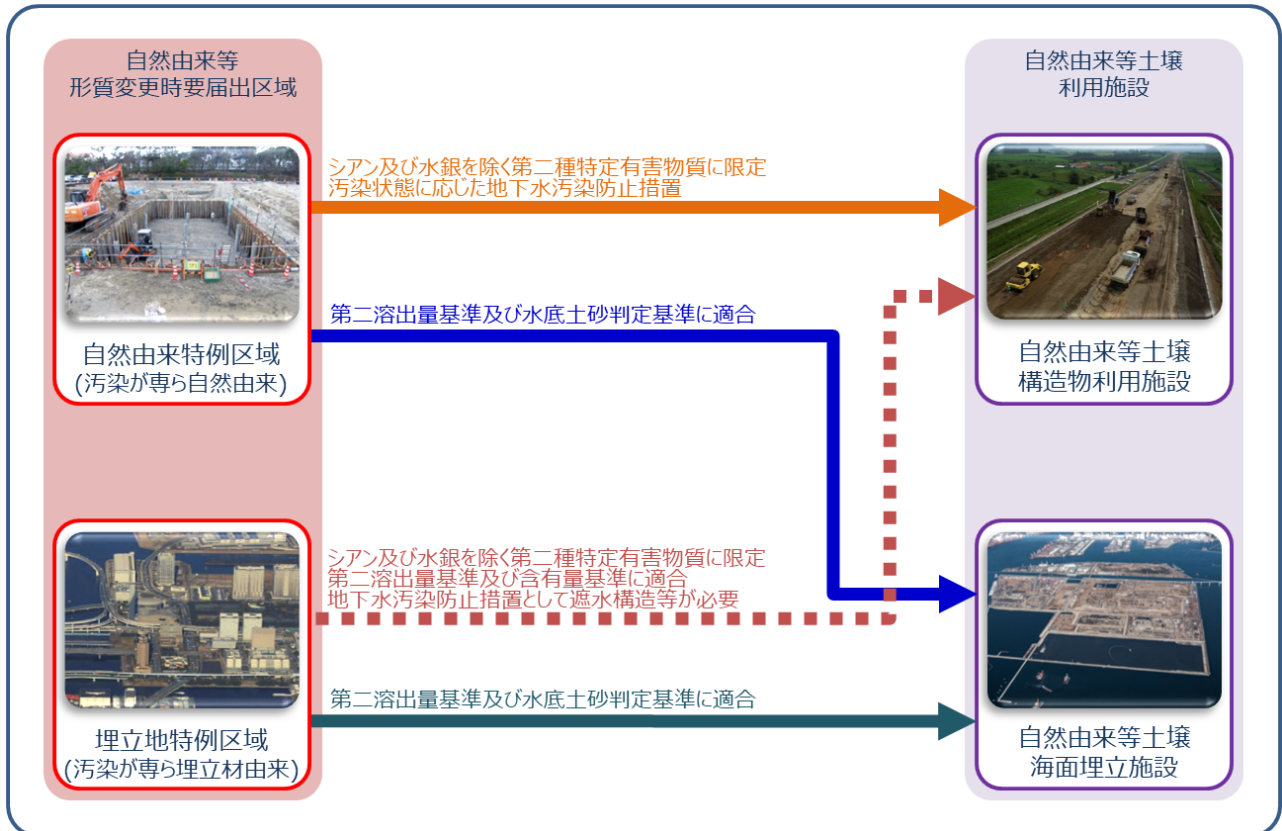 自然由来等
形質変更時要届出区域
自然由来特例区域
(汚染が専ら自然由来)
埋立地特例区域
(汚染が専ら埋立材由来)
シアン及び水銀を除く第二種特定有害物質に限定
汚染状態に応じた地下水汚染防止措置
第二溶出量基準及び水底土砂判定基準に適合
シアン及び水銀を除く第二種特定有害物質に限定
第二溶出量基準及び含有量基準に適合
地下水汚染防止措置として遮水構造等が必要
第二溶出量基準及び水底土砂判定基準に適合
自然由来等土壌
利用施設
自然由来等土壌
構造物利用施設
自然由来等土壌
海面埋立施設